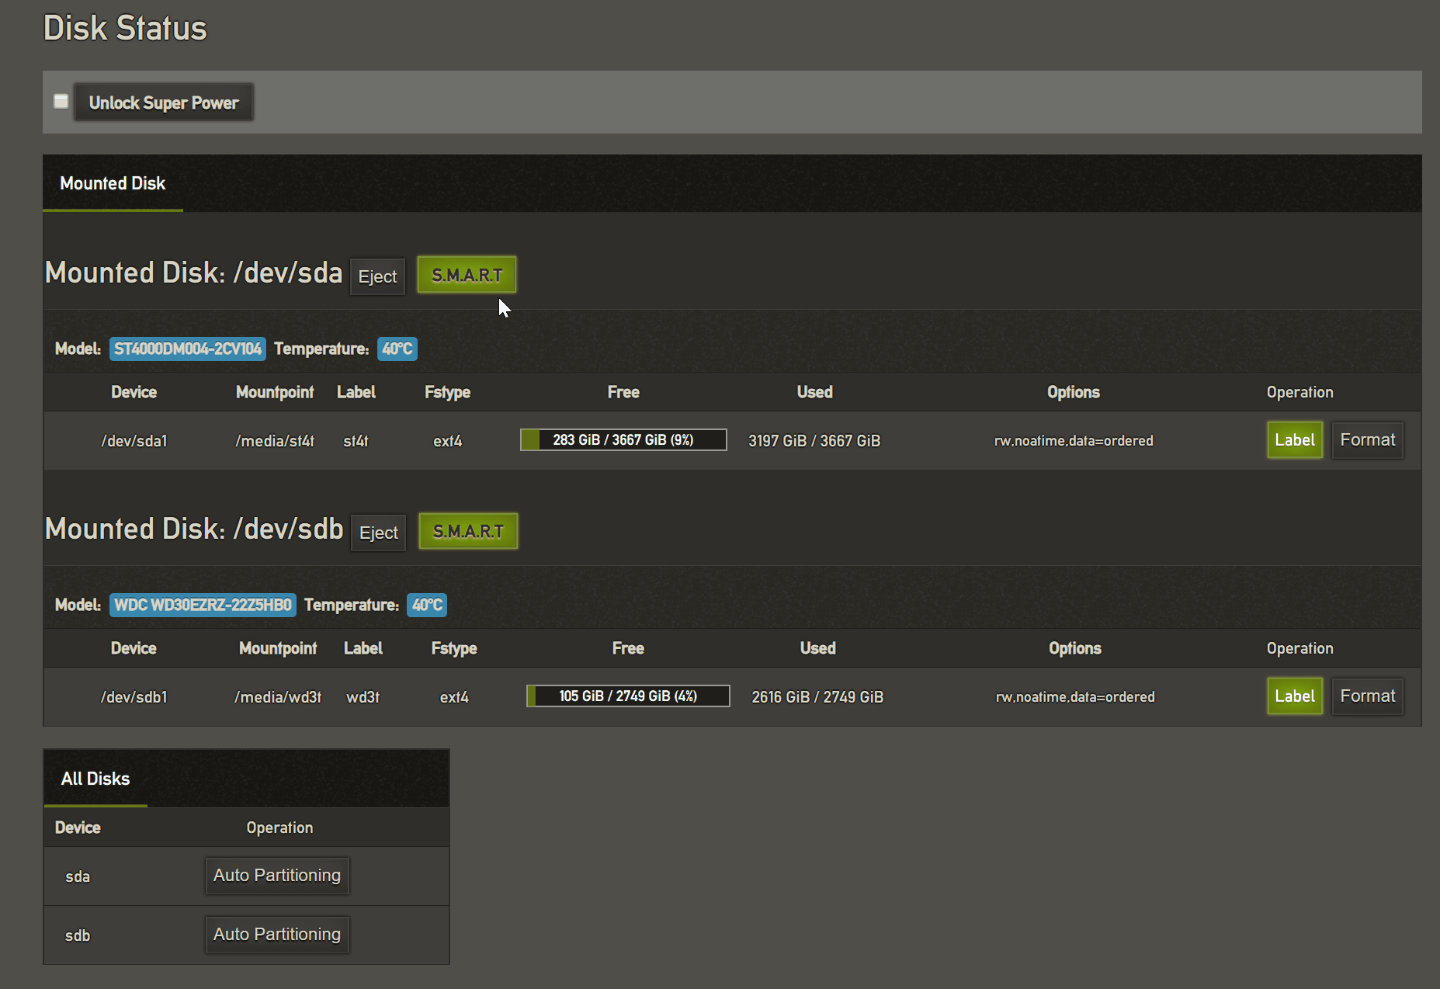 Disk Status
Unlock Super Power
Mounted Disk
Mounted Disk: /dev/sda Eject S.M.A.R.T
Model: ST4000DM004-2CV104 Temperature: 40°C
Device Mountpoint Label Fstype Free Used Options Operation
/dev/sda1 /media/st4t st4t ext4 283 GiB / 3667 GiB (9%) 3197 GiB / 3667 GiB rw,noatime,data=ordered Label Format
Mounted Disk: /dev/sdb Eject S.M.A.R.T
Model: WDC WD30EZRZ-22Z5HB0 Temperature: 40°C
Device Mountpoint Label Fstype Free Used Options Operation
/dev/sdb1 /media/wd3t wd3t ext4 105 GiB / 2749 GiB (4%) 2616 GiB / 2749 GiB rw,noatime,data=ordered Label Format
All Disks
Device Operation
sda Auto Partitioning
sdb Auto Partitioning